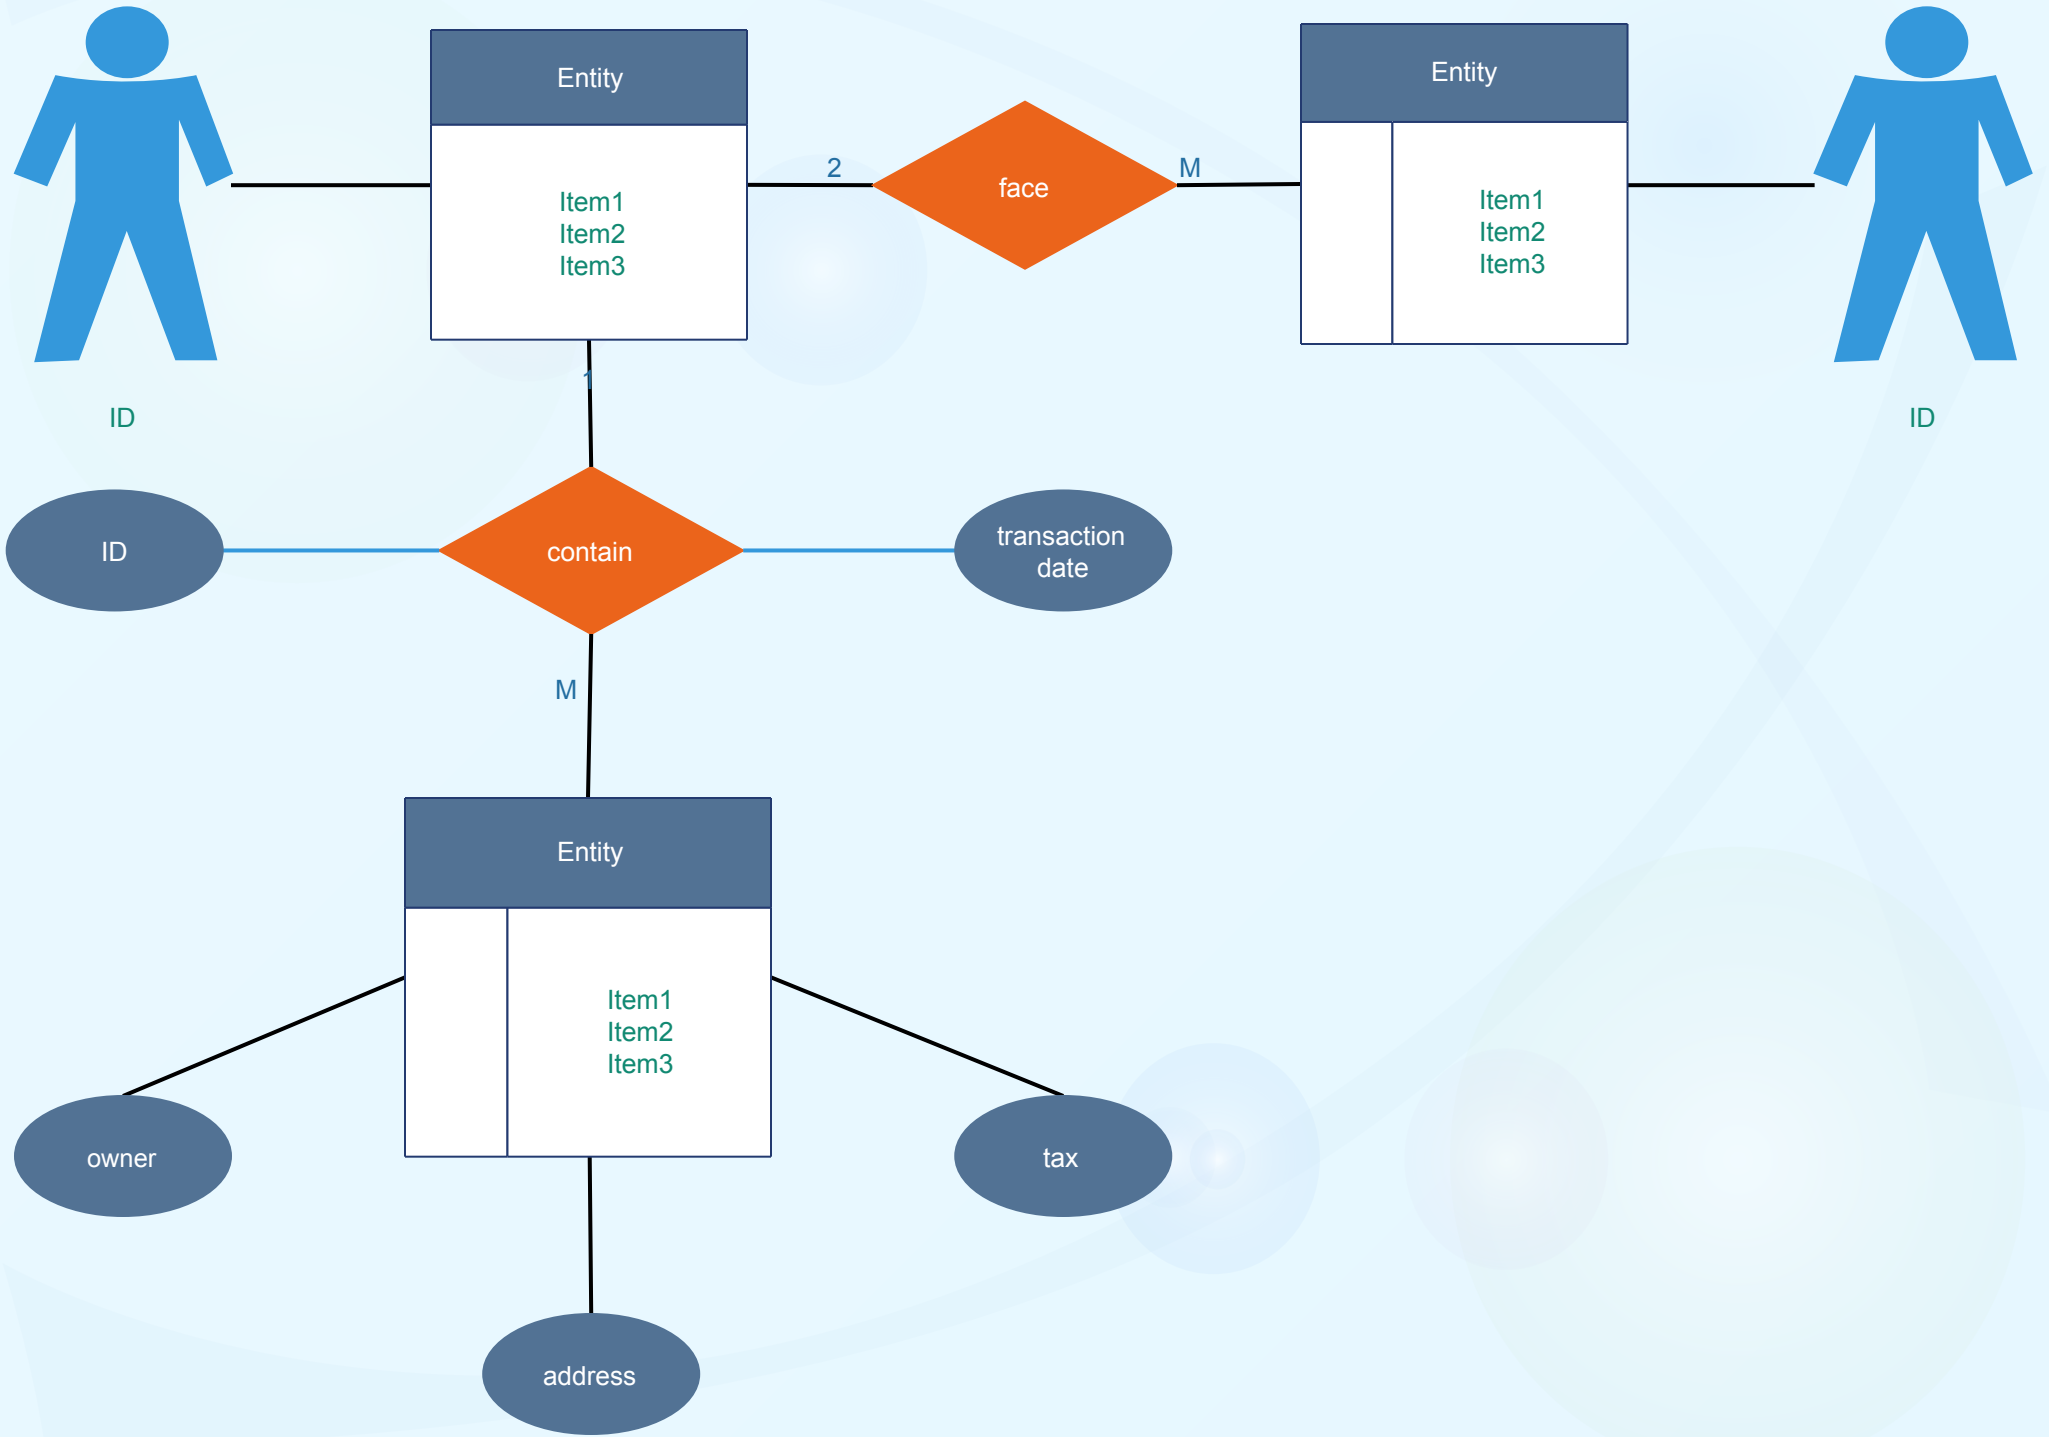 Entity
Item1
Item2
Item3
2
face
M
Entity
Item1
Item2
Item3
ID
ID
1
ID
contain
transaction
date
M
Entity
Item1
Item2
Item3
owner
tax
address